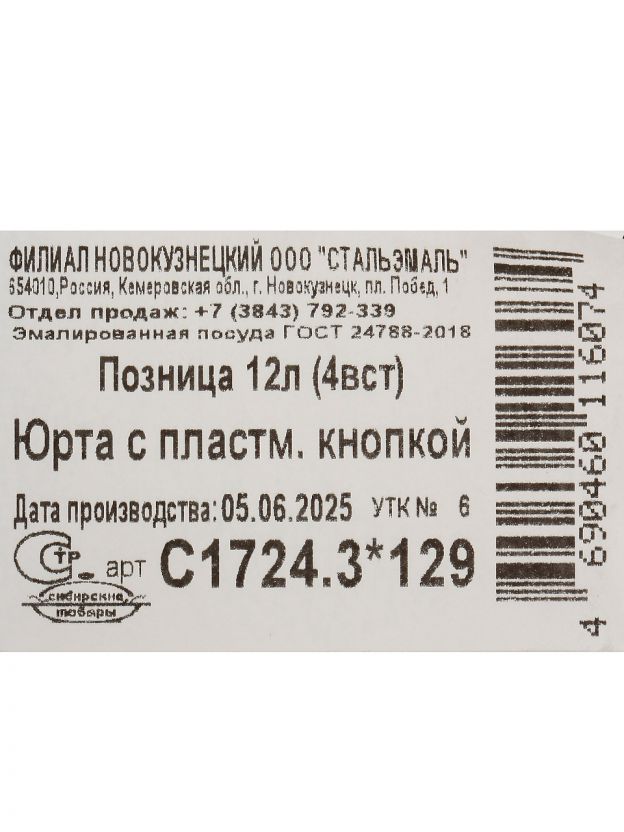 ФИЛИАЛ НОВОКУЗНЕЦКИЙ ООО "СТАЛЬЭМАЛЬ"
654010,Россия, Кемеровская обл., г. Новокузнецк, пл. Побед, 1
Отдел продаж: +7 (3843) 792-339
Эмалированная посуда ГОСТ 24788-2018
Позница 12л (4вст)
Юрта с пластм. кнопкой
Дата производства: 05.06.2025 УТК № 6
СТР
арт С1724.3*129
сибирские
товары
4 690460 116074